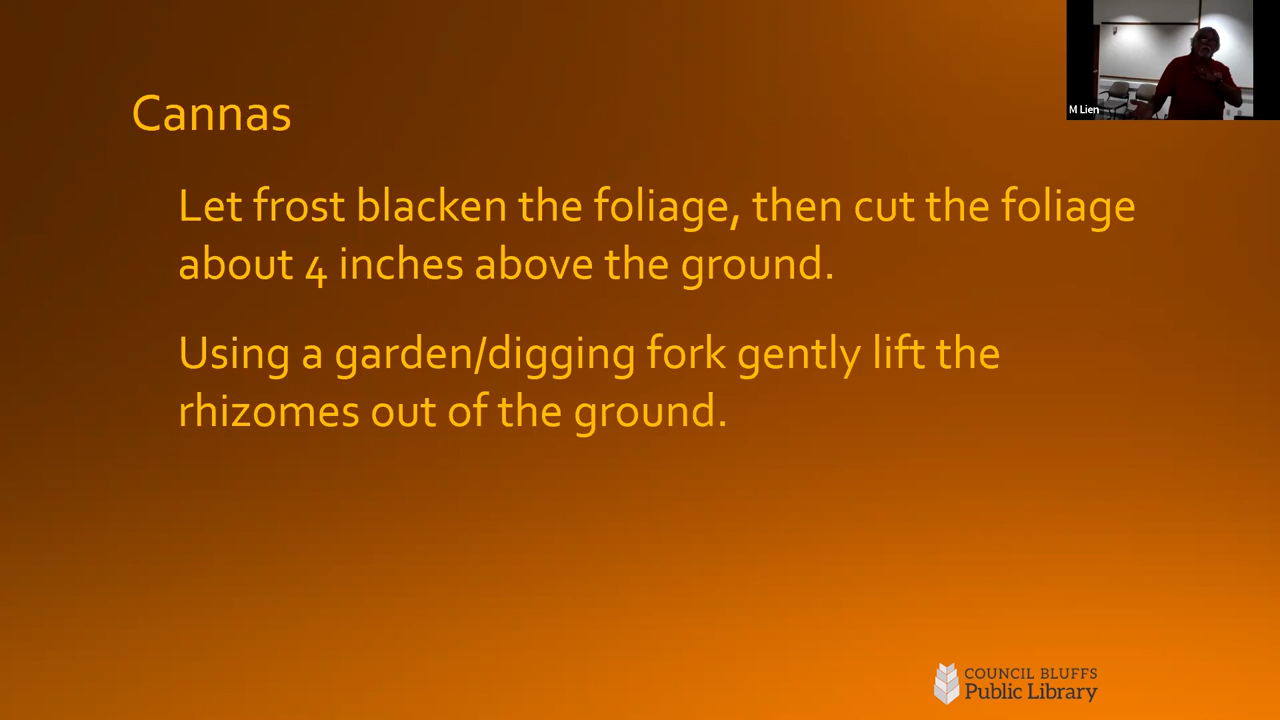 M Lien
Cannas
Let frost blacken the foliage, then cut the foliage
about 4 inches above the ground.
Using a garden/digging fork gently lift the
rhizomes out of the ground.
COUNCIL BLUFFS
Public Library